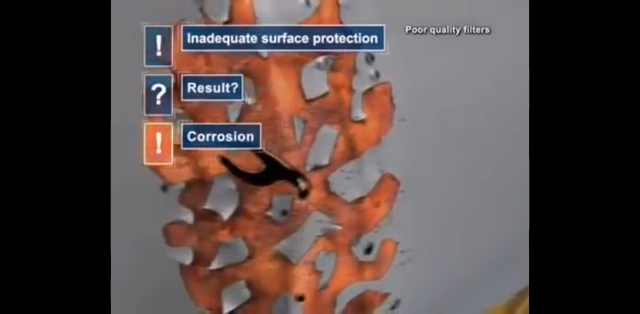 ! Inadequate surface protection
Poor quality filters
? Result?
! Corrosion